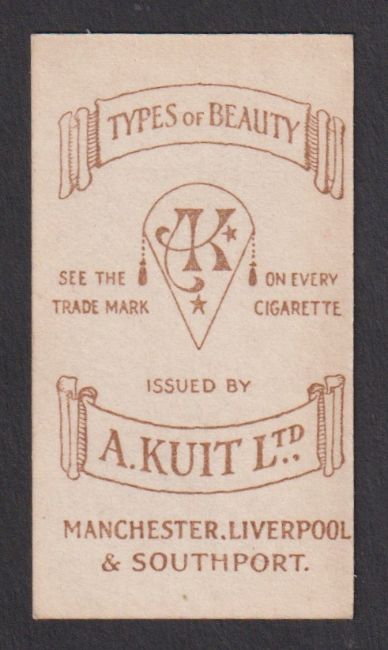 TYPES OF BEAUTY
AK
SEE THE ON EVERY
TRADE MARK CIGARETTE
ISSUED BY
A. KUIT LTD.,
MANCHESTER, LIVERPOOL
& SOUTHPORT.